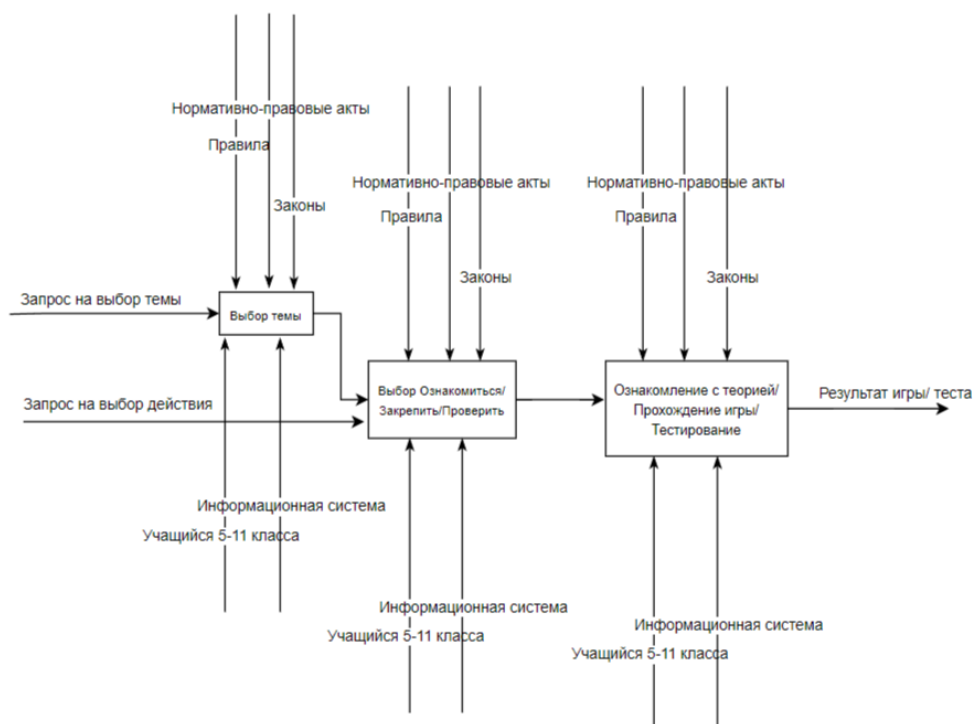 Нормативно-правовые акты
Правила
Законы
Запрос на выбор темы
Выбор темы
Нормативно-правовые акты
Правила
Законы
Нормативно-правовые акты
Правила
Законы
Запрос на выбор действия
Выбор Ознакомиться/
Закрепить/Проверить
Ознакомление с теорией/
Прохождение игры/
Тестирование
Результат игры/ теста
Информационная система
Учащийся 5-11 класса
Информационная система
Учащийся 5-11 класса
Информационная система
Учащийся 5-11 класса